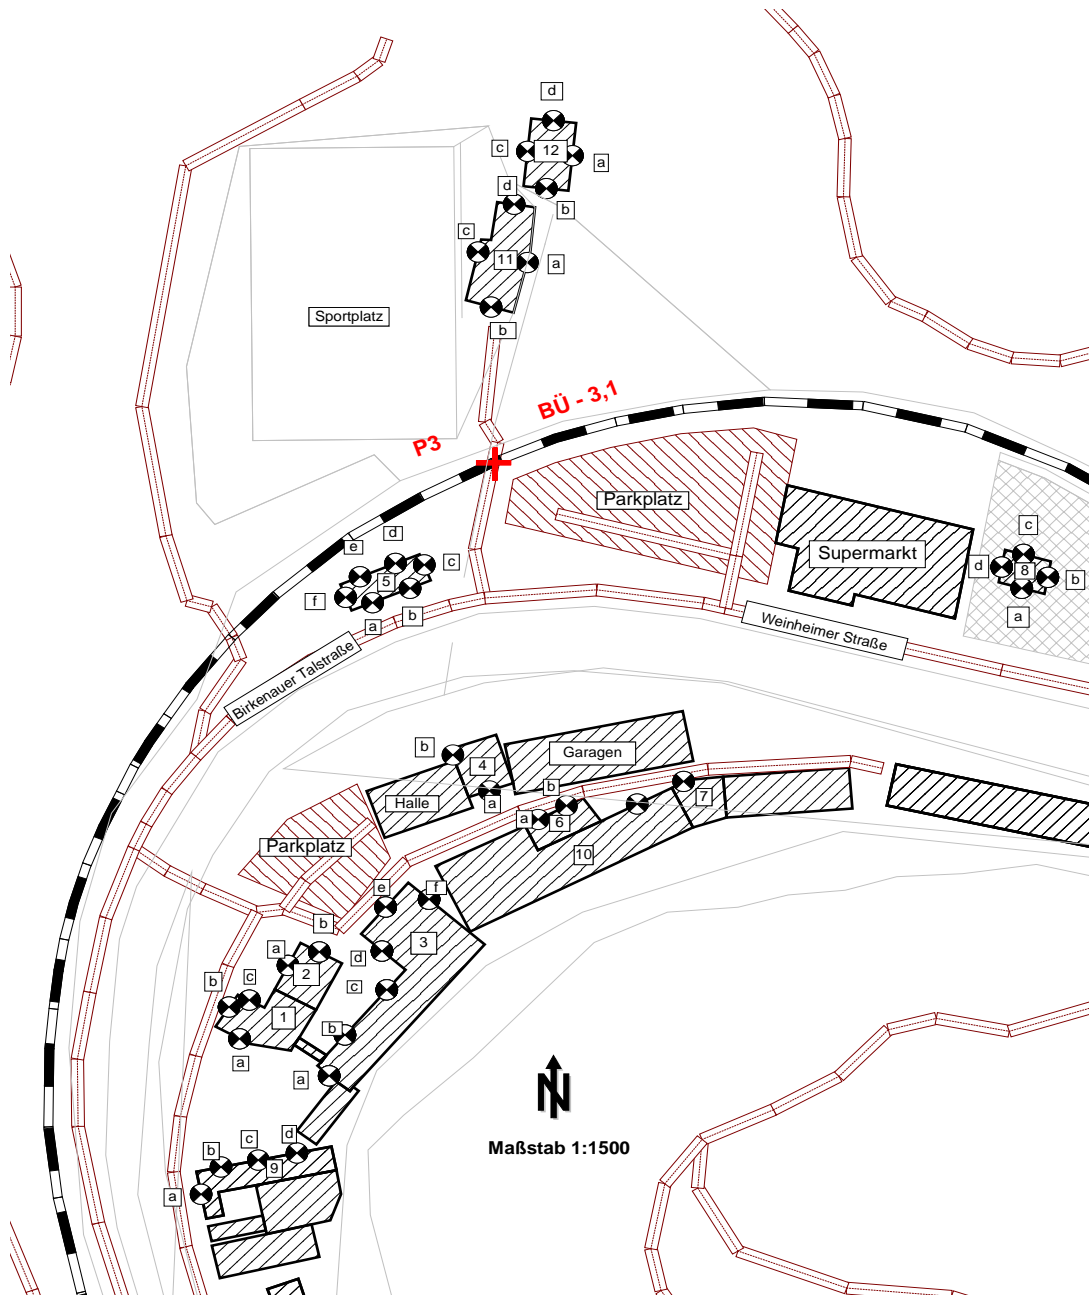 d
c
12
a
d
b
c
11
a
Sportplatz
b
BÜ - 3,1
P3
Parkplatz
d
c
e
c
Supermarkt
5
d
8
b
f
a
b
a
Weinheimer Straße
Birkenauer Talstraße
b
Garagen
4
b
Halle
a
7
a
6
Parkplatz
10
e
f
b
3
a
d
2
b
c
c
1
b
a
a
N
Maßstab 1:1500
d
c
b
9
a